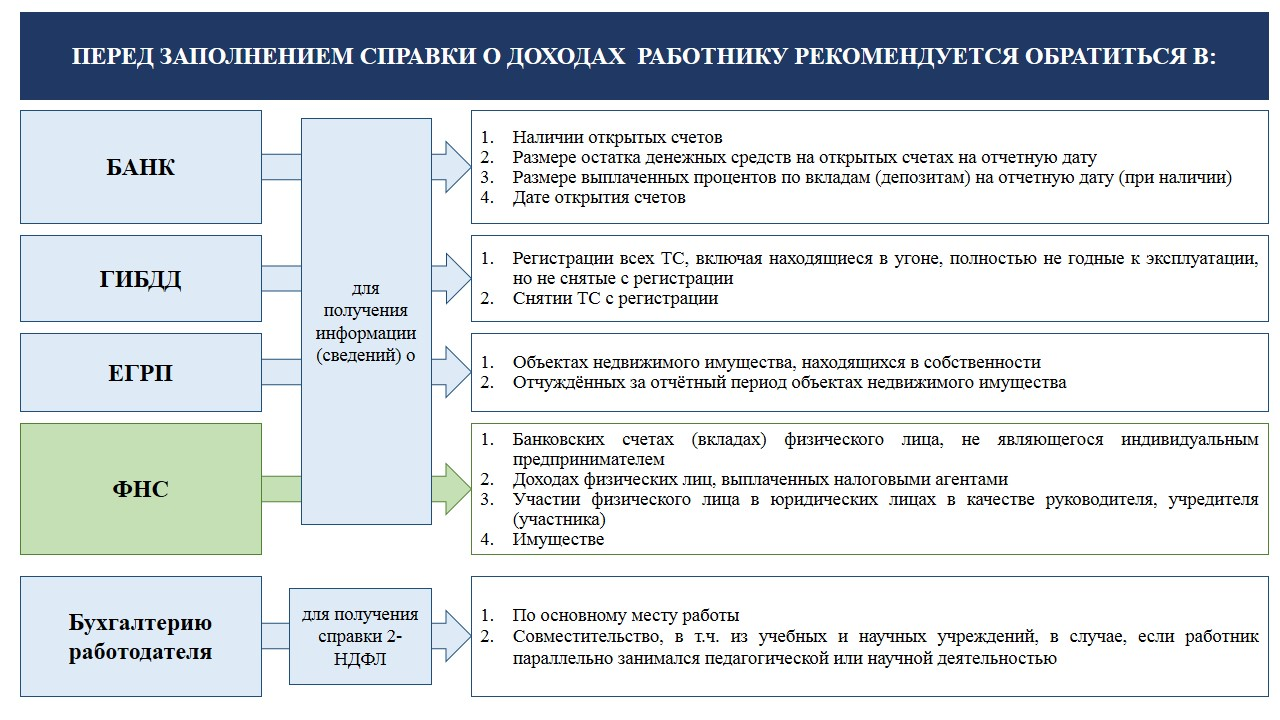 ПЕРЕД ЗАПОЛНЕНИЕМ СПРАВКИ О ДОХОДАХ РАБОТНИКУ РЕКОМЕНДУЕТСЯ ОБРАТИТЬСЯ В:
БАНК
ГИБДД
ЕГРП
ФНС
для
получения
информации
(сведений) о
1. Наличии открытых счетов
2. Размере остатка денежных средств на открытых счетах на отчетную дату
3. Размере выплаченных процентов по вкладам (депозитам) на отчетную дату (при наличии)
4. Дате открытия счетов
1. Регистрации всех ТС, включая находящиеся в угоне, полностью не годные к эксплуатации,
но не снятые с регистрации
2. Снятии ТС с регистрации
1. Объектах недвижимого имущества, находящихся в собственности
2. Отчуждённых за отчётный период объектах недвижимого имущества
1. Банковских счетах (вкладах) физического лица, не являющегося индивидуальным
предпринимателем
2. Доходах физических лиц, выплаченных налоговыми агентами
3. Участии физического лица в юридических лицах в качестве руководителя, учредителя
(участника)
4. Имуществе
Бухгалтерию
работодателя
для получения
справки 2-
НДФЛ
1. По основному месту работы
2. Совместительство, в т.ч. из учебных и научных учреждений, в случае, если работник
параллельно занимался педагогической или научной деятельностью